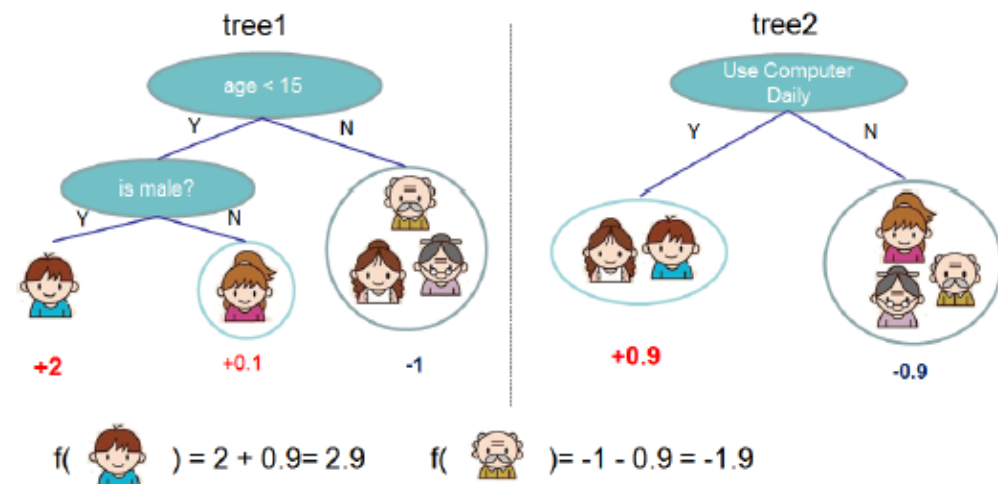 tree1
age < 15
Y
N
is male?
Y
N
+2
+0.1
-1
tree2
Use Computer
Daily
Y
N
+0.9
-0.9
f( ) = 2 + 0.9= 2.9
f( )= -1 - 0.9 = -1.9